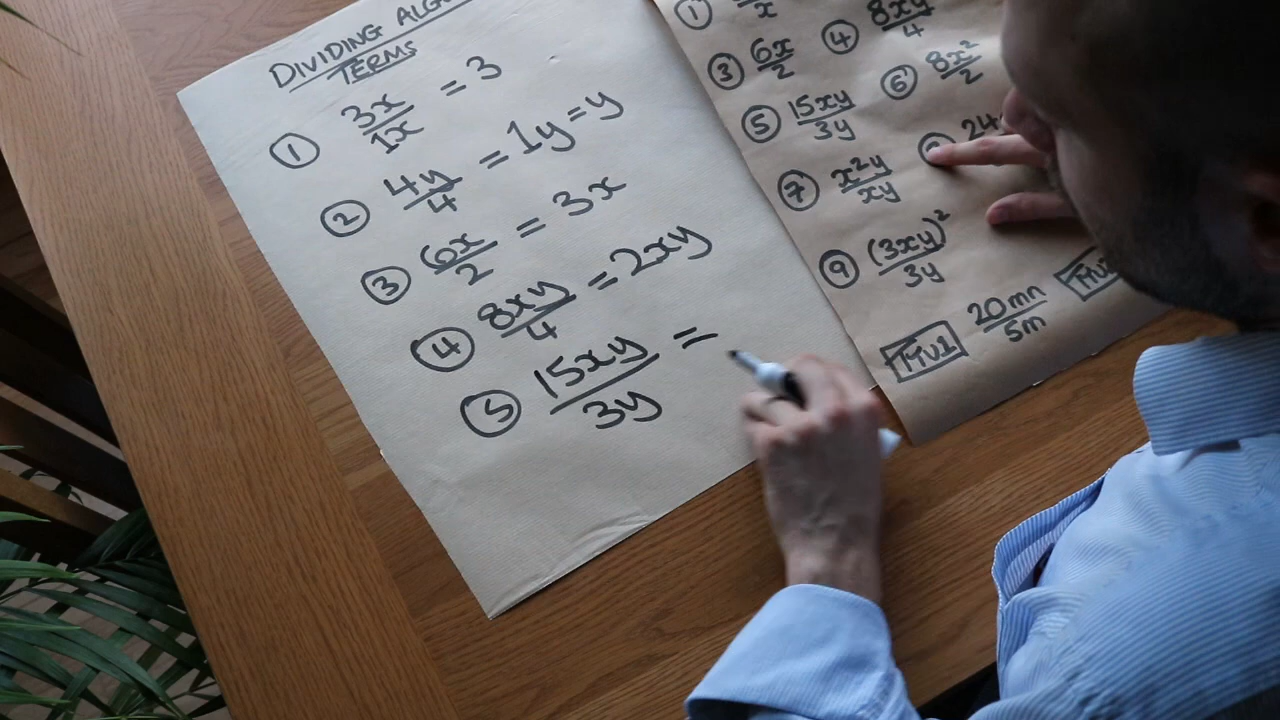 DIVIDING
TERMS
① 3x/1x = 3
② 4y/4 = 1y = y
③ 6x/2 = 3x
④ 8xy/4 = 2xy
⑤ 15xy/3y =
①
③ 6x/2
⑤ 15xy/3y
⑦ x²y/xy
⑨ (3xy)²/3y
④ 8xy/4
⑥ 8x²/2
TTU1 20mn/5m